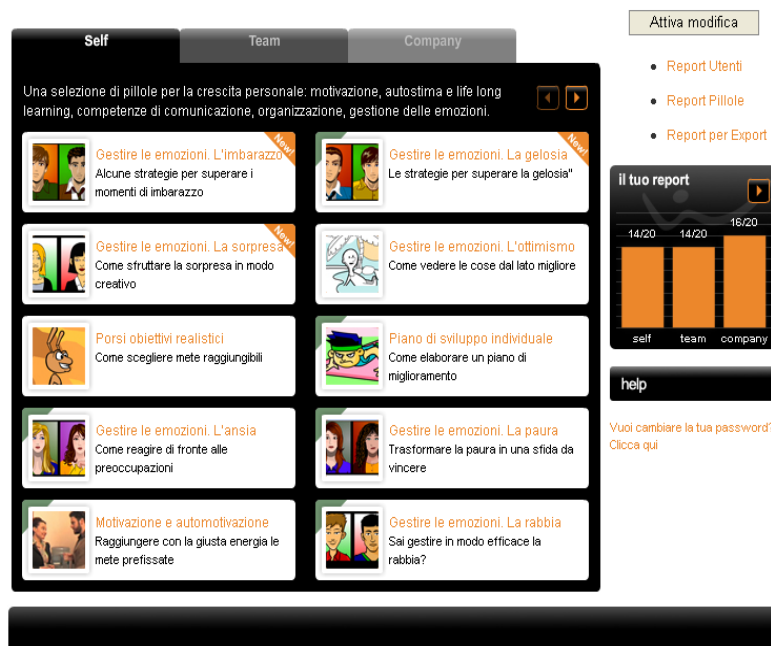 Attiva modifica
Self
Team
Company
Report Utenti
Report Pillole
Report per Export
Una selezione di pillole per la crescita personale: motivazione, autostima e life long
learning, competenze di comunicazione, organizzazione, gestione delle emozioni.
New!
Gestire le emozioni. L'imbarazzo
Alcune strategie per superare i
momenti di imbarazzo
New!
Gestire le emozioni. La gelosia
Le strategie per superare la gelosia"
New!
Gestire le emozioni. La sorpresa
Come sfruttare la sorpresa in modo
creativo
Gestire le emozioni. L'ottimismo
Come vedere le cose dal lato migliore
Porsi obiettivi realistici
Come scegliere mete raggiungibili
Piano di sviluppo individuale
Come elaborare un piano di
miglioramento
Gestire le emozioni. L'ansia
Come reagire di fronte alle
preoccupazioni
Gestire le emozioni. La paura
Trasformare la paura in una sfida da
vincere
Motivazione e automotivazione
Raggiungere con la giusta energia le
mete prefissate
Gestire le emozioni. La rabbia
Sai gestire in modo efficace la
rabbia?
il tuo report
14/20
14/20
16/20
self
team
company
help
Vuoi cambiare la tua password?
Clicca qui